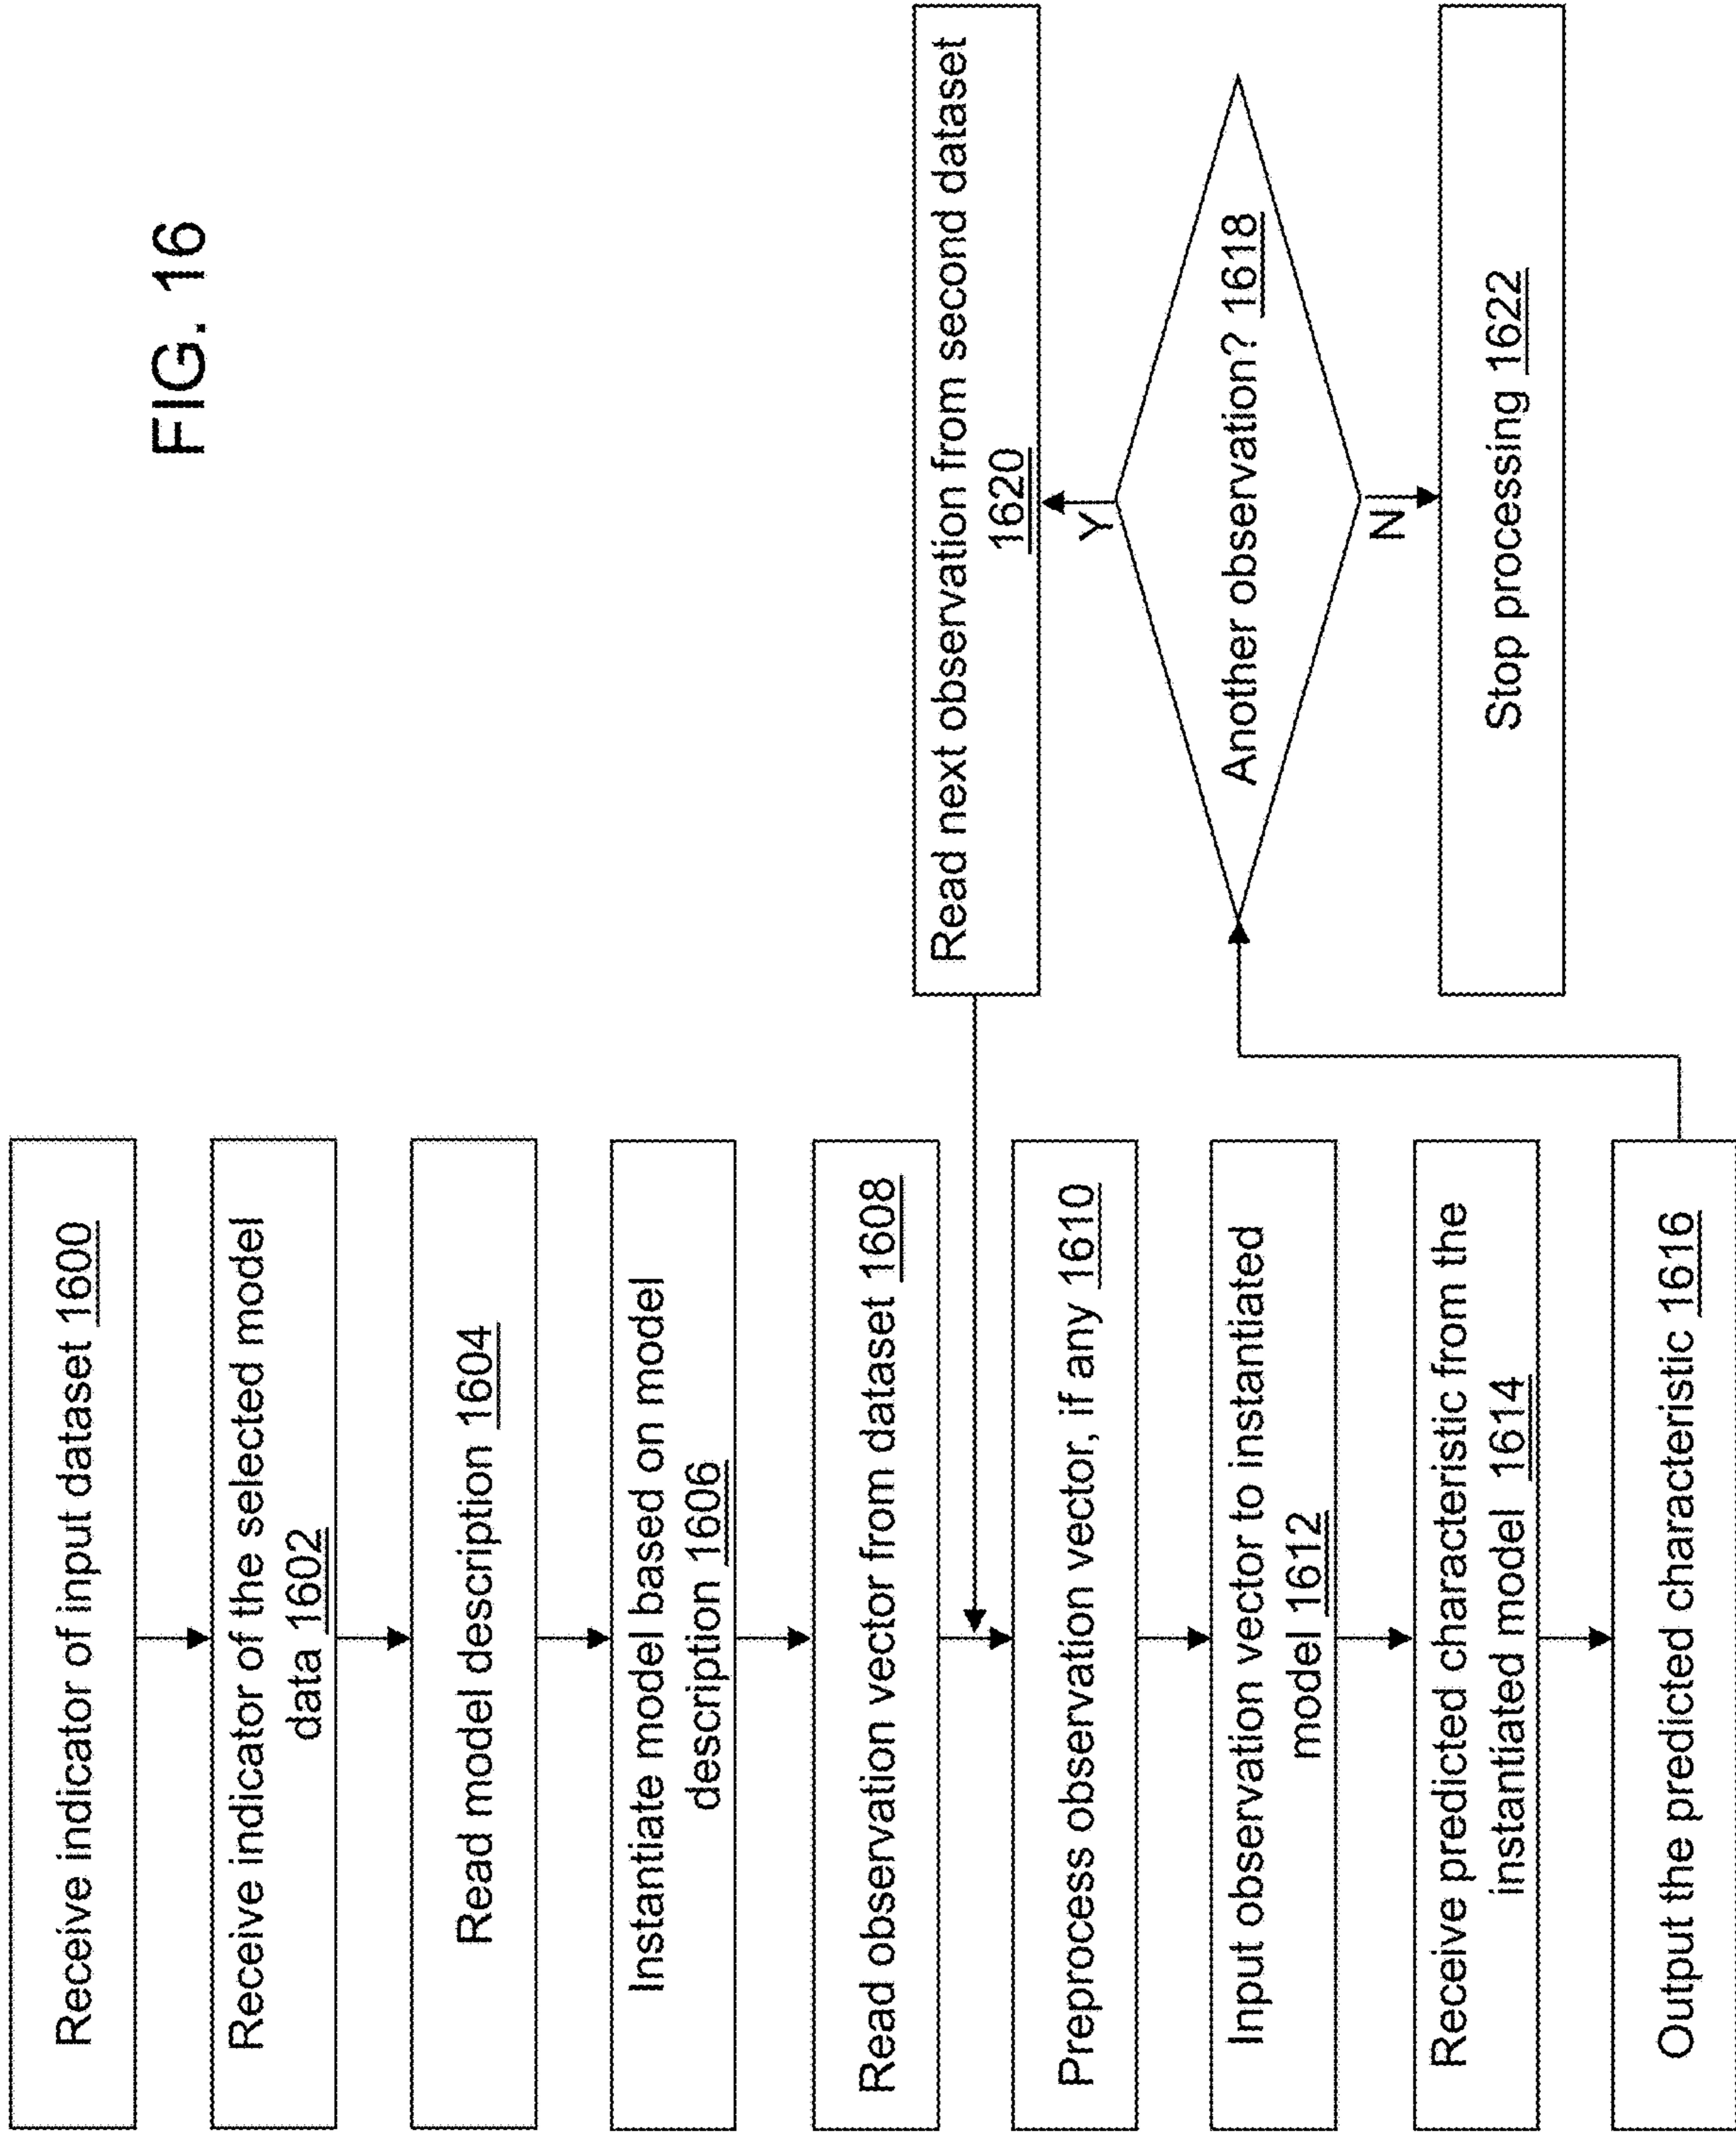 FIG. 16
Receive indicator of input dataset 1600
Receive indicator of the selected model
data 1602
Read model description 1604
Instantiate model based on model
description 1606
Read observation vector from dataset 1608
Preprocess observation vector, if any 1610
Input observation vector to instantiated
model 1612
Receive predicted characteristic from the
instantiated model 1614
Output the predicted characteristic 1616
Read next observation from second dataset
1620
Y
Another observation? 1618
N
Stop processing 1622